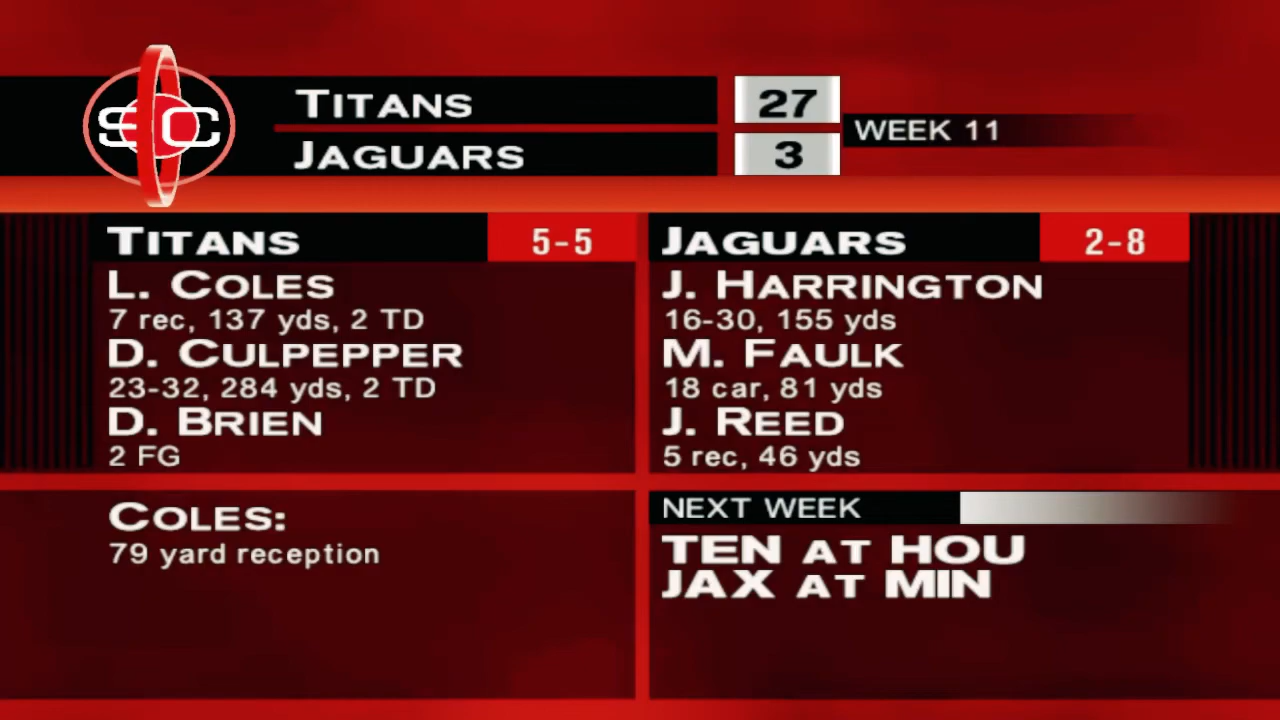 SC
TITANS 27
JAGUARS 3
WEEK 11
TITANS 5-5
L. COLES
7 rec, 137 yds, 2 TD
D. CULPEPPER
23-32, 284 yds, 2 TD
D. BRIEN
2 FG
JAGUARS 2-8
J. HARRINGTON
16-30, 155 yds
M. FAULK
18 car, 81 yds
J. REED
5 rec, 46 yds
COLES:
79 yard reception
NEXT WEEK
TEN AT HOU
JAX AT MIN